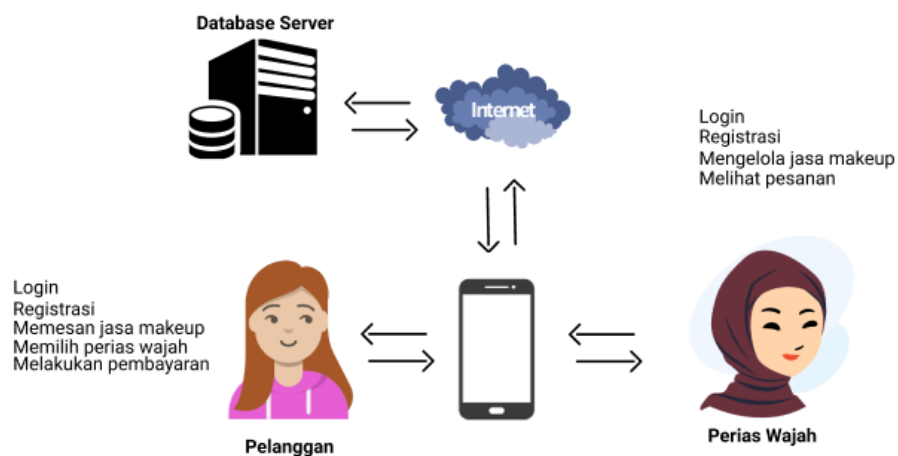 Database Server
Internet
Login
Registrasi
Mengelola jasa makeup
Melihat pesanan
Login
Registrasi
Memesan jasa makeup
Memilih perias wajah
Melakukan pembayaran
Pelanggan
Perias Wajah